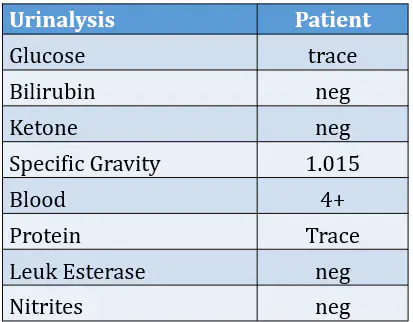 Urinalysis Patient
Glucose trace
Bilirubin neg
Ketone neg
Specific Gravity 1.015
Blood 4+
Protein Trace
Leuk Esterase neg
Nitrites neg